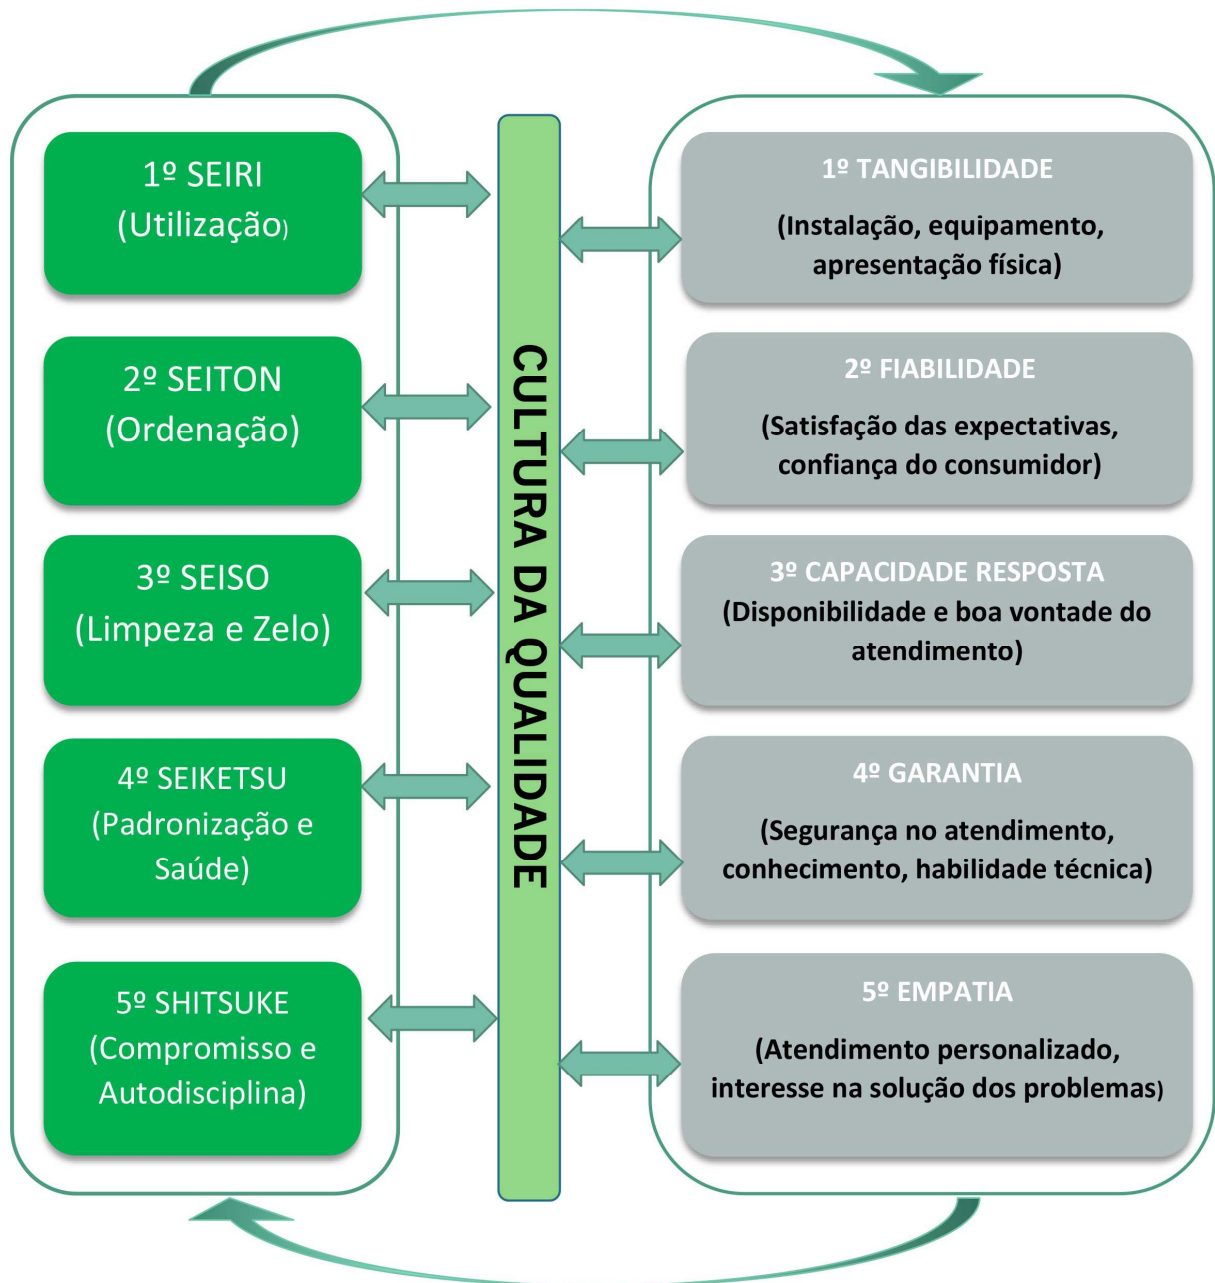 1º SEIRI
(Utilização)
2º SEITON
(Ordenação)
3º SEISO
(Limpeza e Zelo)
4º SEIKETSU
(Padronização e
Saúde)
5º SHITSUKE
(Compromisso e
Autodisciplina)
CULTURA DA QUALIDADE
1º TANGIBILIDADE
(Instalação, equipamento,
apresentação física)
2º FIABILIDADE
(Satisfação das expectativas,
confiança do consumidor)
3º CAPACIDADE RESPOSTA
(Disponibilidade e boa vontade do
atendimento)
4º GARANTIA
(Segurança no atendimento,
conhecimento, habilidade técnica)
5º EMPATIA
(Atendimento personalizado,
interesse na solução dos problemas)